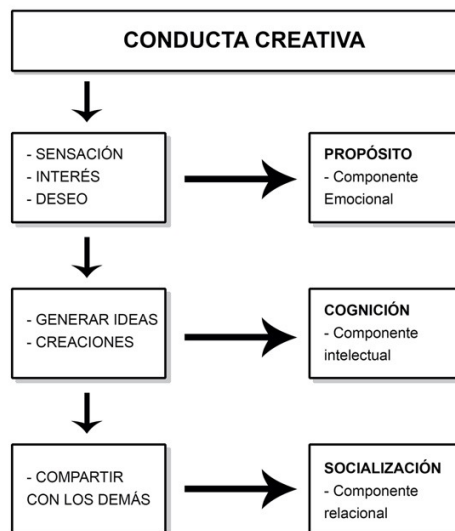 CONDUCTA CREATIVA
- SENSACIÓN
- INTERÉS
- DESEO
PROPÓSITO
- Componente
Emocional
- GENERAR IDEAS
- CREACIONES
COGNICIÓN
- Componente
intelectual
- COMPARTIR
CON LOS DEMÁS
SOCIALIZACIÓN
- Componente
relacional